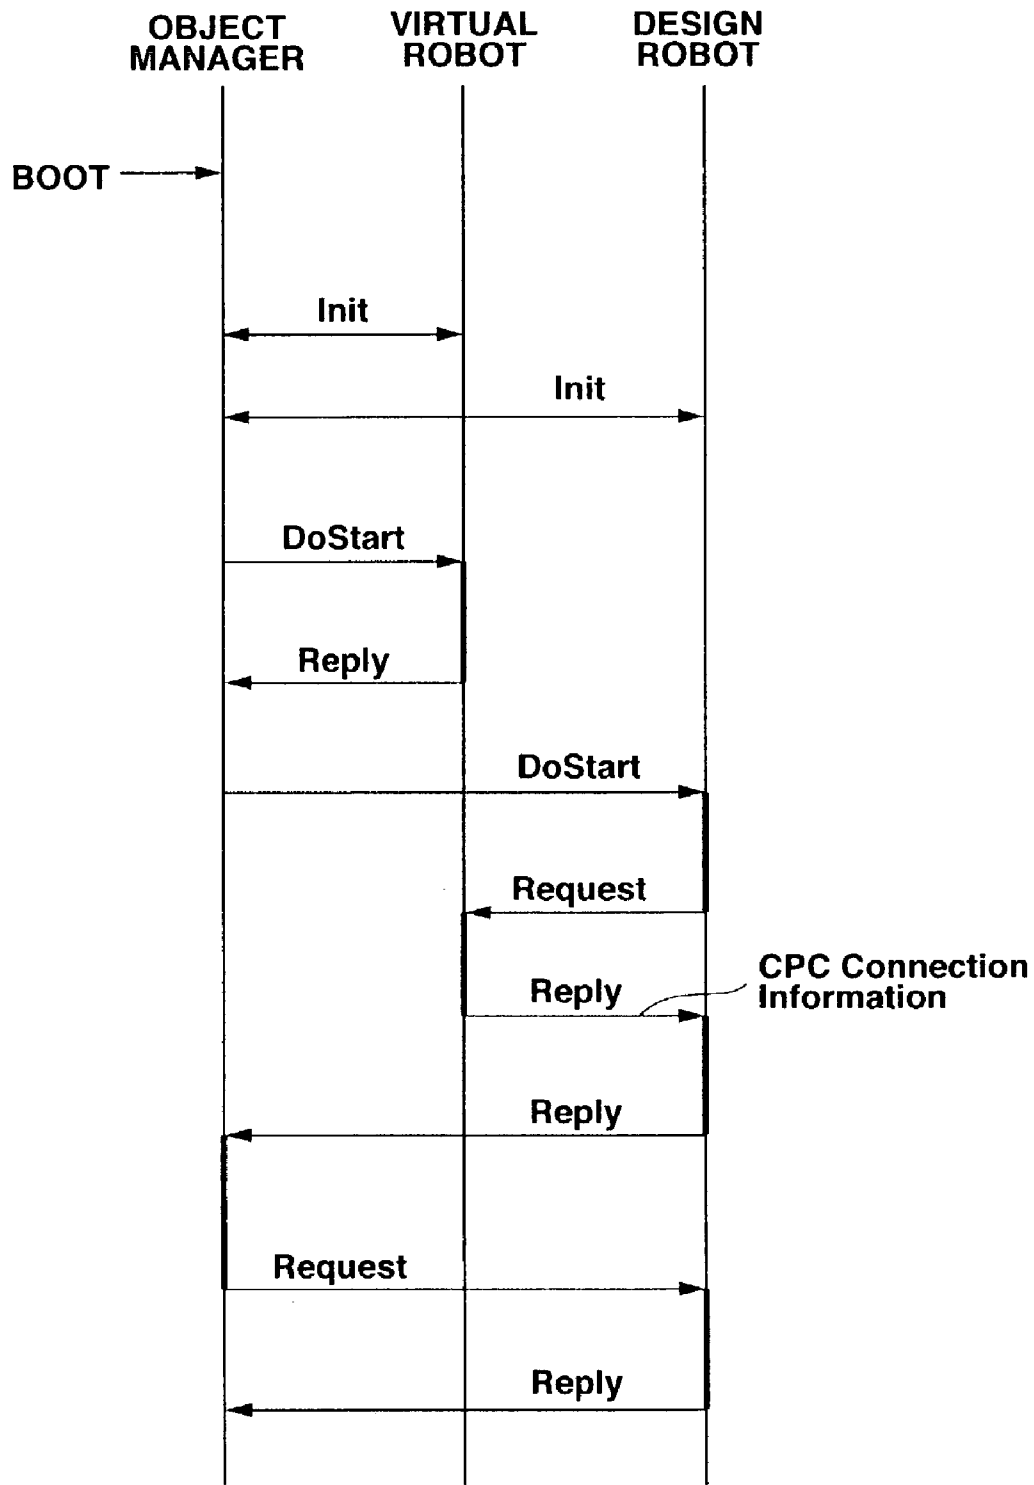 OBJECT
MANAGER
VIRTUAL
ROBOT
DESIGN
ROBOT
BOOT
Init
Init
DoStart
Reply
DoStart
Request
Reply
CPC Connection
Information
Reply
Request
Reply